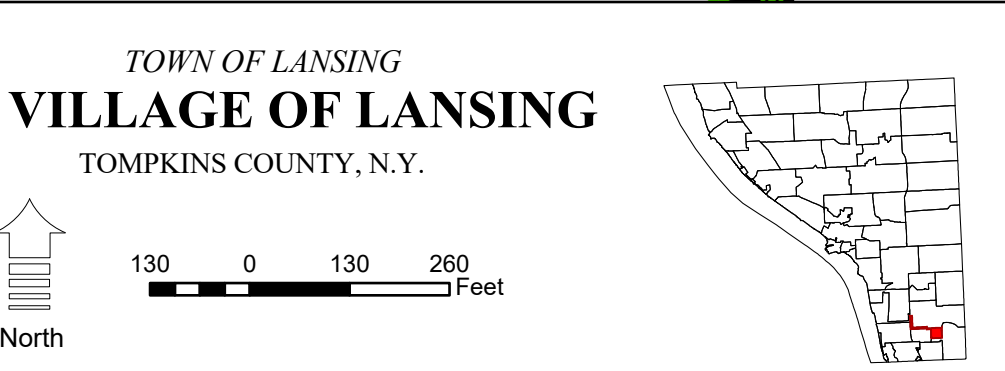 TOWN OF LANSING
VILLAGE OF LANSING
TOMPKINS COUNTY, N.Y.
130 0 130 260
Feet
North